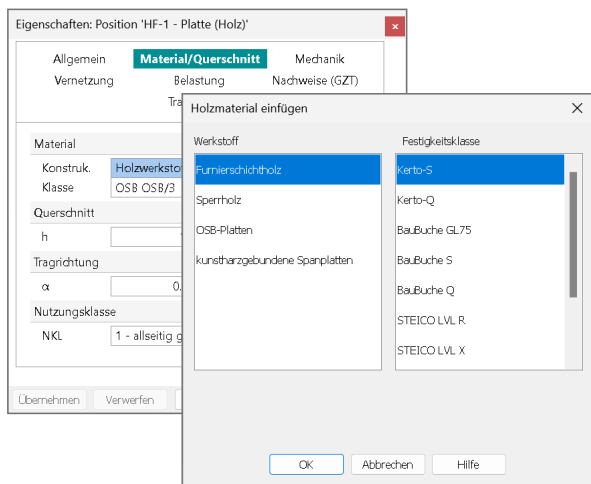 Eigenschaften: Position 'HF-1 - Platte (Holz)'
Allgemein Material/Querschnitt Mechanik
Vernetzung Belastung Nachweise (GZT)
Material
Konstruk. Holzwerksto
Klasse OSB OSB/3
Querschnitt
h
Tragrichtung
α 0.
Nutzungsklasse
NKL 1 - allseitig g
Übernehmen Verwerfen
Holzmaterial einfügen
Werkstoff Festigkeitsklasse
Furnierschichtholz Kerto-S
Sperrholz Kerto-Q
OSB-Platten BauBuche GL75
kunstharzgebundene Spanplatten BauBuche S
BauBuche Q
STEICO LVL R
STEICO LVL X
OK Abbrechen Hilfe